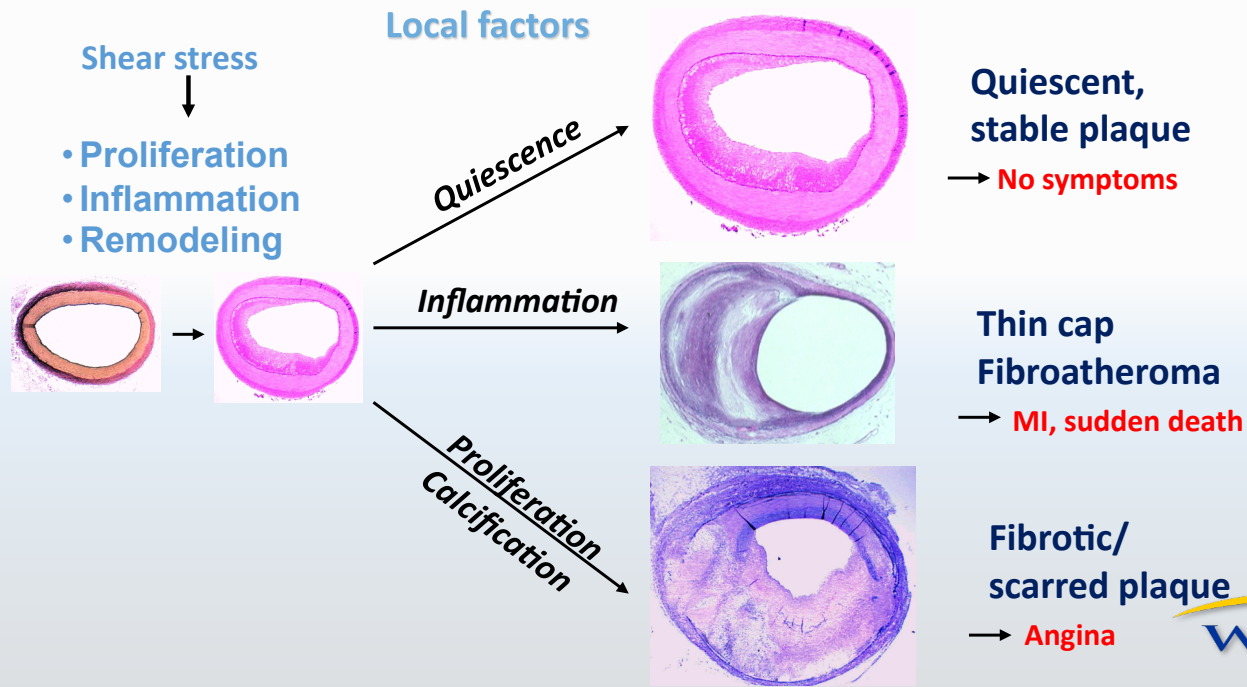 Local factors
Shear stress
• Proliferation
• Inflammation
• Remodeling
Quiescence
Quiescent,
stable plaque
No symptoms
Inflammation
Thin cap
Fibroatheroma
MI, sudden death
Proliferation
Calcification
Fibrotic/
scarred plaque
Angina